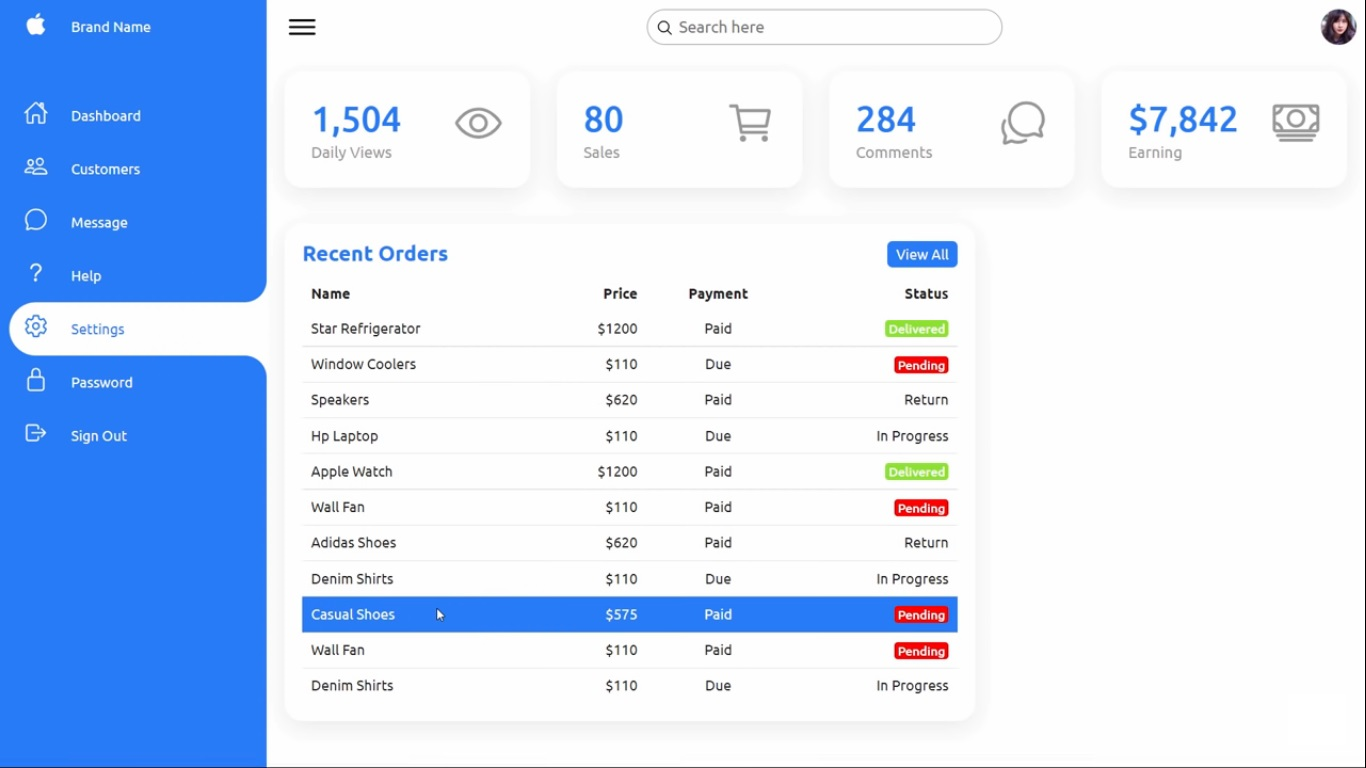 Brand Name
Dashboard
Customers
Message
?
Help
Settings
Password
Sign Out
Search here
1,504
Daily Views
80
Sales
284
Comments
$7,842
Earning
Recent Orders
View All
Name Price Payment Status
Star Refrigerator $1200 Paid Delivered
Window Coolers $110 Due Pending
Speakers $620 Paid Return
Hp Laptop $110 Due In Progress
Apple Watch $1200 Paid Delivered
Wall Fan $110 Paid Pending
Adidas Shoes $620 Paid Return
Denim Shirts $110 Due In Progress
Casual Shoes $575 Paid Pending
Wall Fan $110 Paid Pending
Denim Shirts $110 Due In Progress